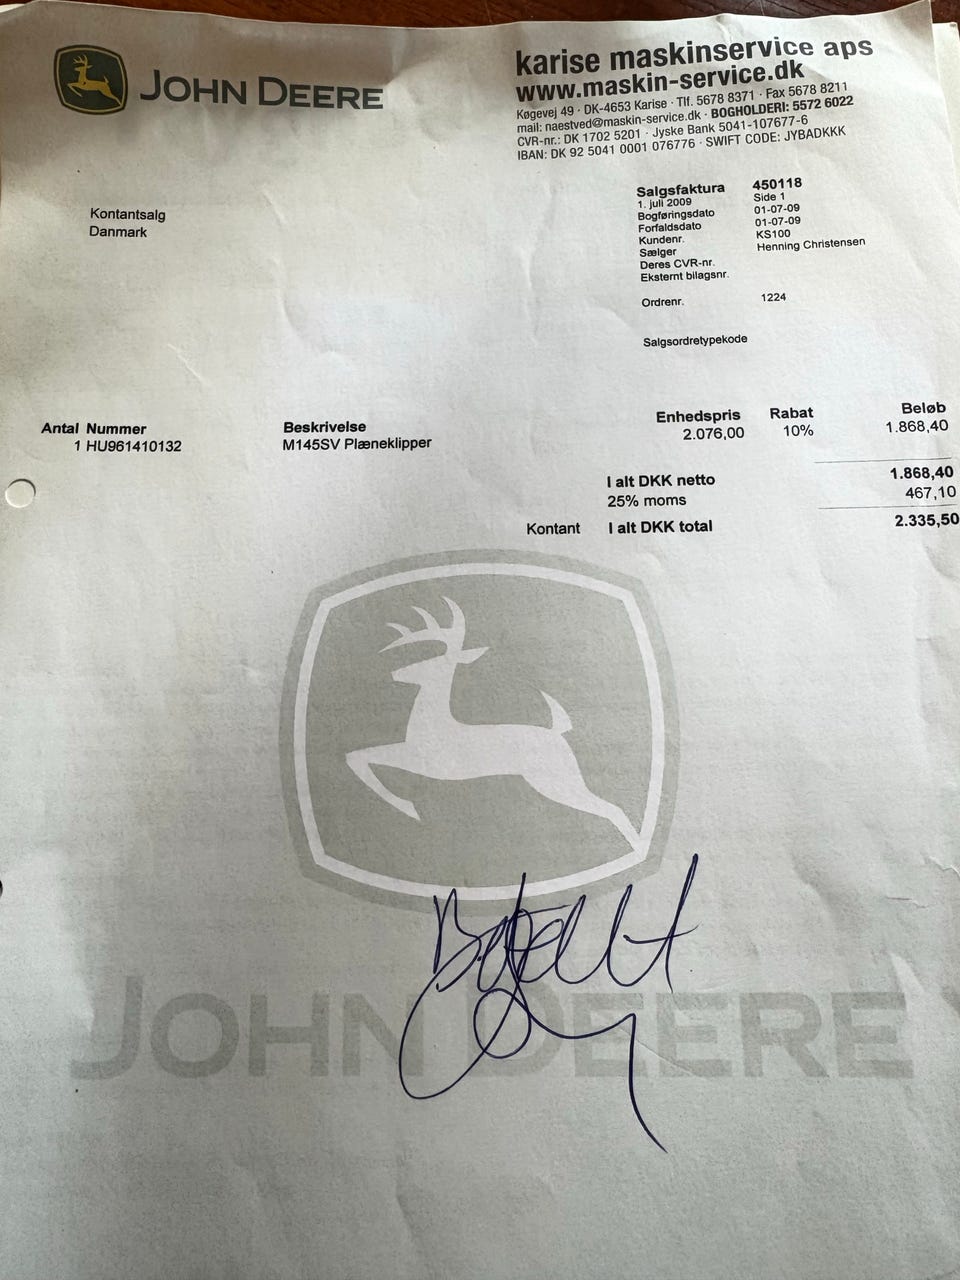 JOHN DEERE
karise maskinservice aps
www.maskin-service.dk
Køgevej 49 · DK-4653 Karise · Tlf. 5678 8371 · Fax 5678 8211
mail: naestved@maskin-service.dk · BOGHOLDERI: 5572 6022
CVR-nr.: DK 1702 5201 · Jyske Bank 5041-107677-6
IBAN: DK 92 5041 0001 076776 · SWIFT CODE: JYBADKKK
Kontantsalg
Danmark
Salgsfaktura 450118
1. juli 2009 Side 1
Bogføringsdato 01-07-09
Forfaldsdato 01-07-09
Kundenr. KS100
Sælger Henning Christensen
Deres CVR-nr.
Eksternt bilagsnr.
Ordrenr. 1224
Salgsordretypekode
Antal Nummer Beskrivelse Enhedspris Rabat Beløb
1 HU961410132 M145SV Plæneklipper 2.076,00 10% 1.868,40
I alt DKK netto 1.868,40
25% moms 467,10
Kontant I alt DKK total 2.335,50
Betalt
JOHN DEERE